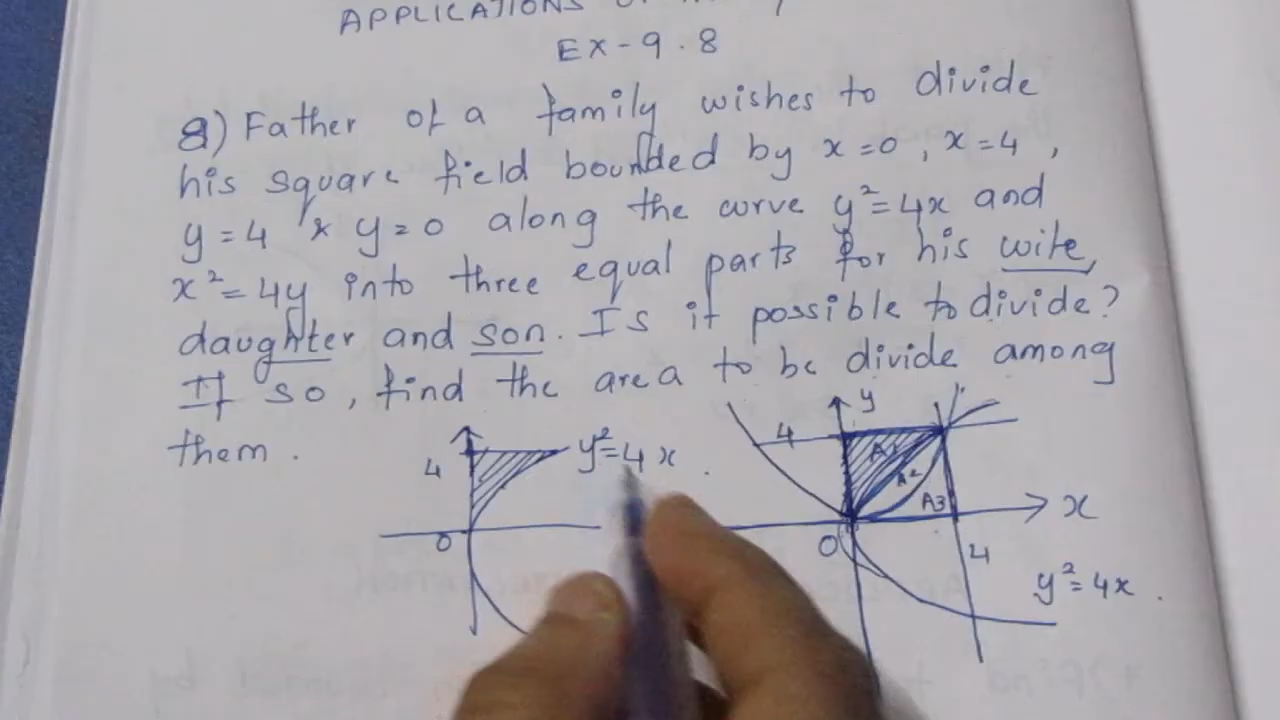 APPLICATIONS
EX-9.8
8) Father of a family wishes to divide
his square field bounded by x=0, x=4,
y=4 & y=0 along the curve y²=4x and
x²=4y into three equal parts for his wife,
daughter and son. Is it possible to divide?
If so, find the area to be divide among
them.
4
y²=4x
0
y
4
A1
A2
A3
x
0
4
y²=4x.